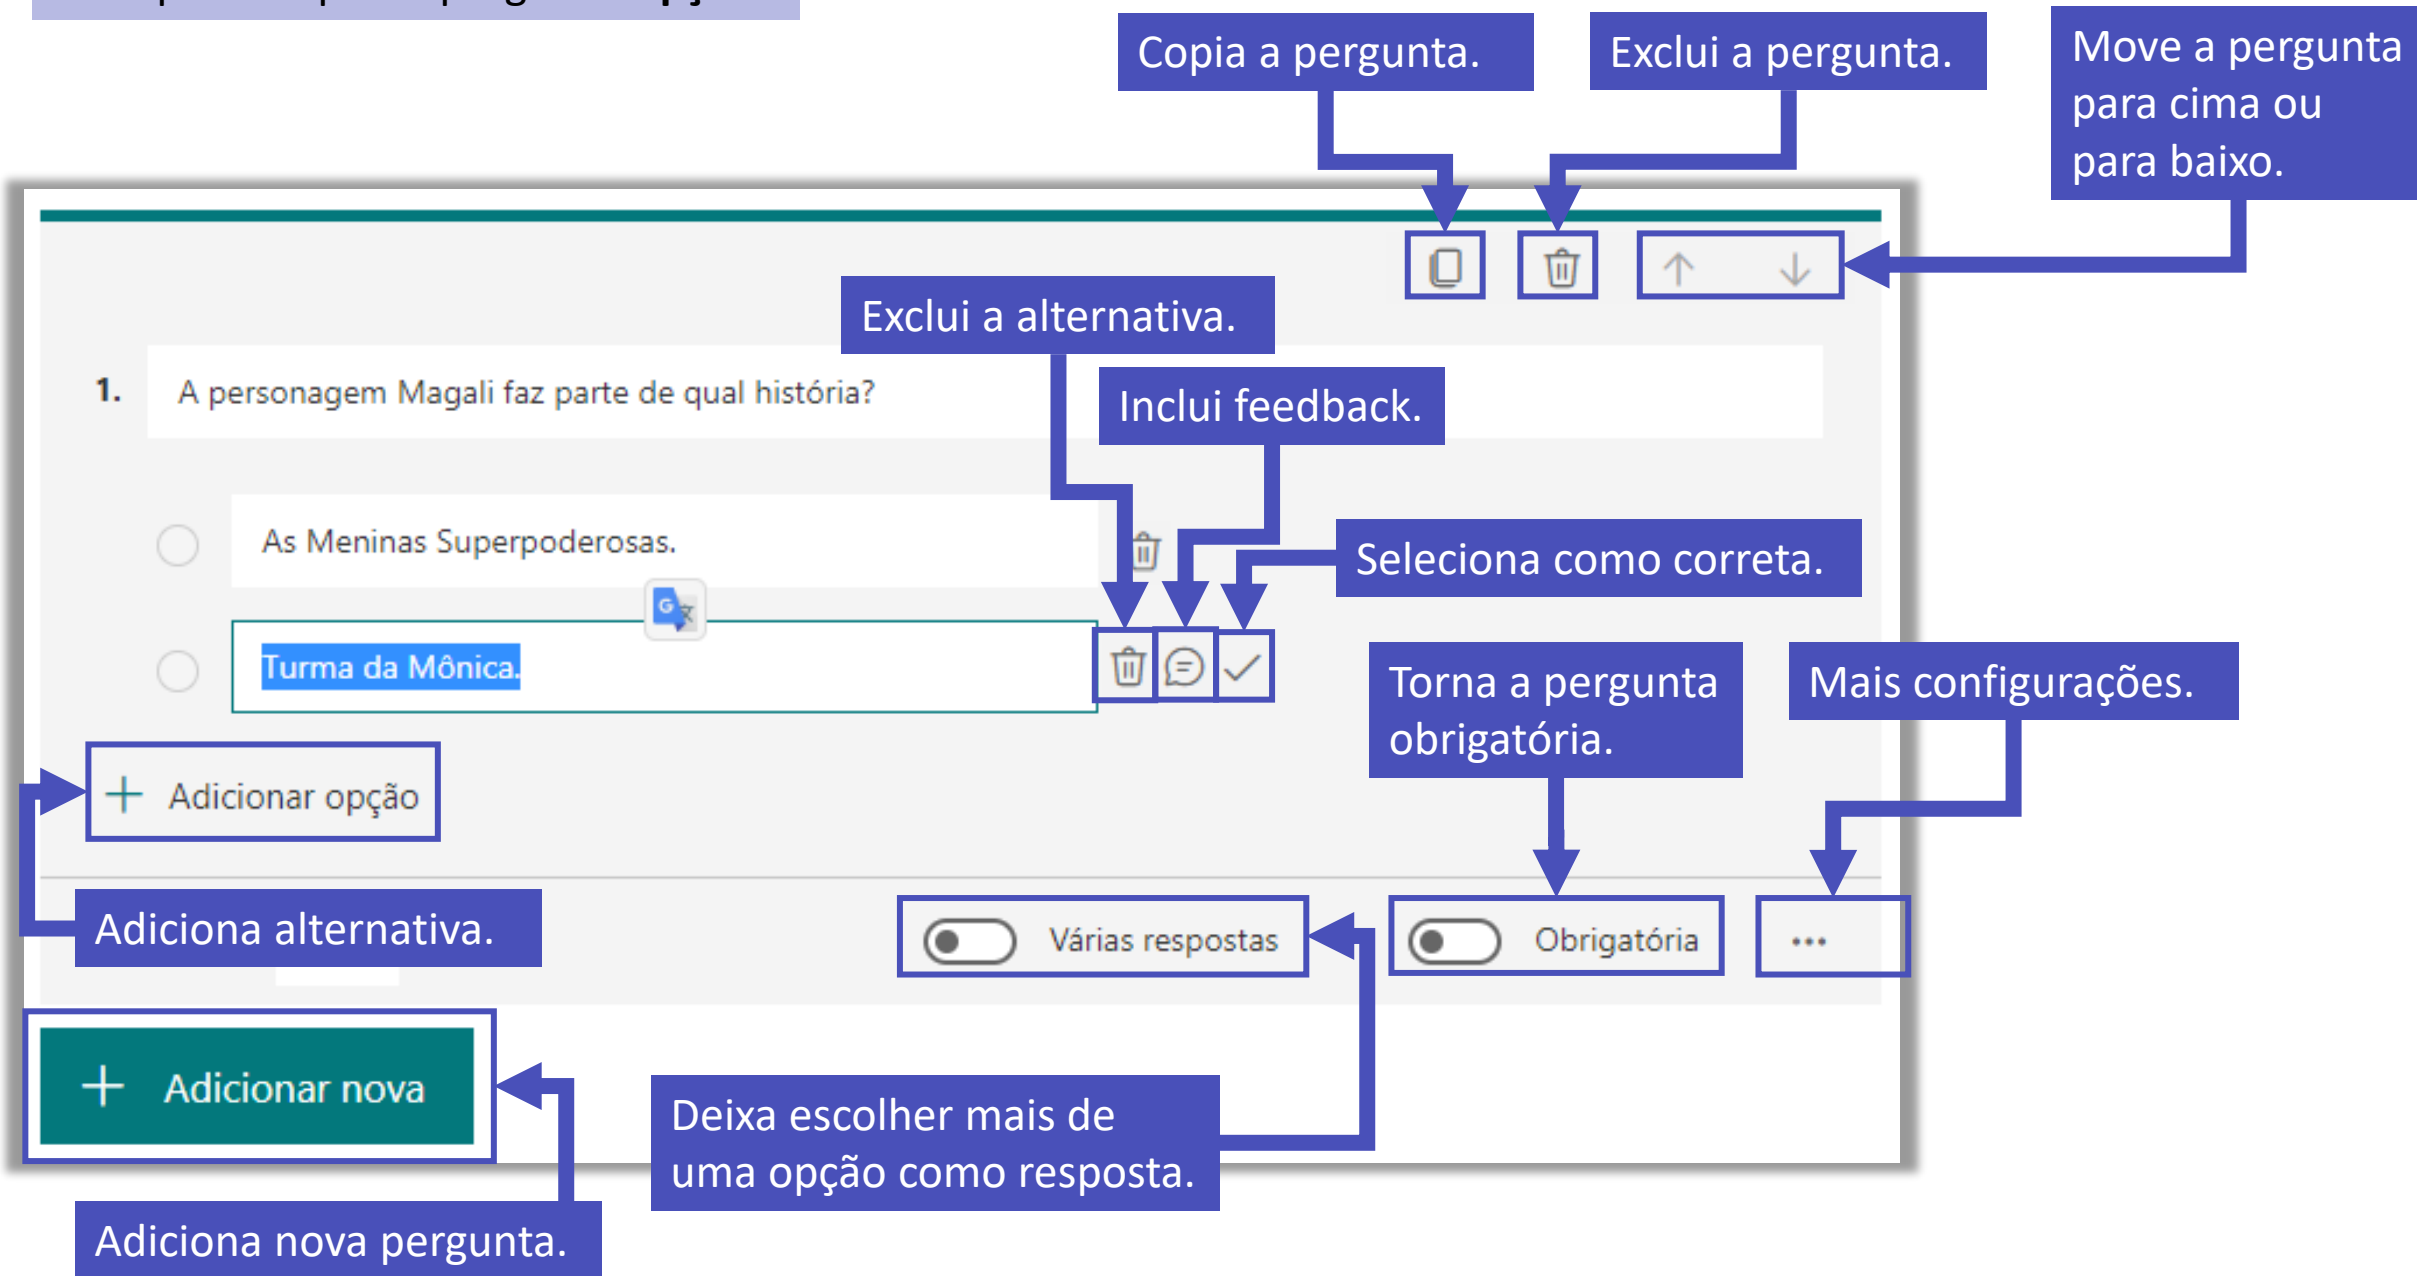 Copia a pergunta.
Exclui a pergunta.
Move a pergunta
para cima ou
para baixo.
Exclui a alternativa.
1. A personagem Magali faz parte de qual história?
Inclui feedback.
As Meninas Superpoderosas.
Seleciona como correta.
Turma da Mônica.
Torna a pergunta
obrigatória.
Mais configurações.
+ Adicionar opção
Adiciona alternativa.
Várias respostas
Obrigatória
...
+ Adicionar nova
Deixa escolher mais de
uma opção como resposta.
Adiciona nova pergunta.